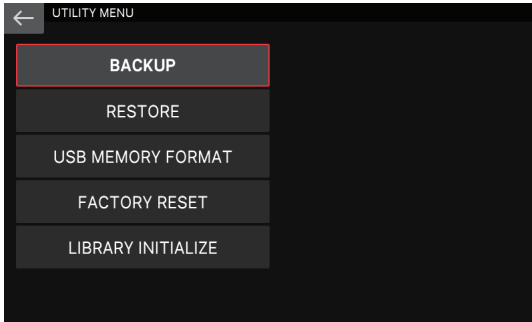 UTILITY MENU
BACKUP
RESTORE
USB MEMORY FORMAT
FACTORY RESET
LIBRARY INITIALIZE